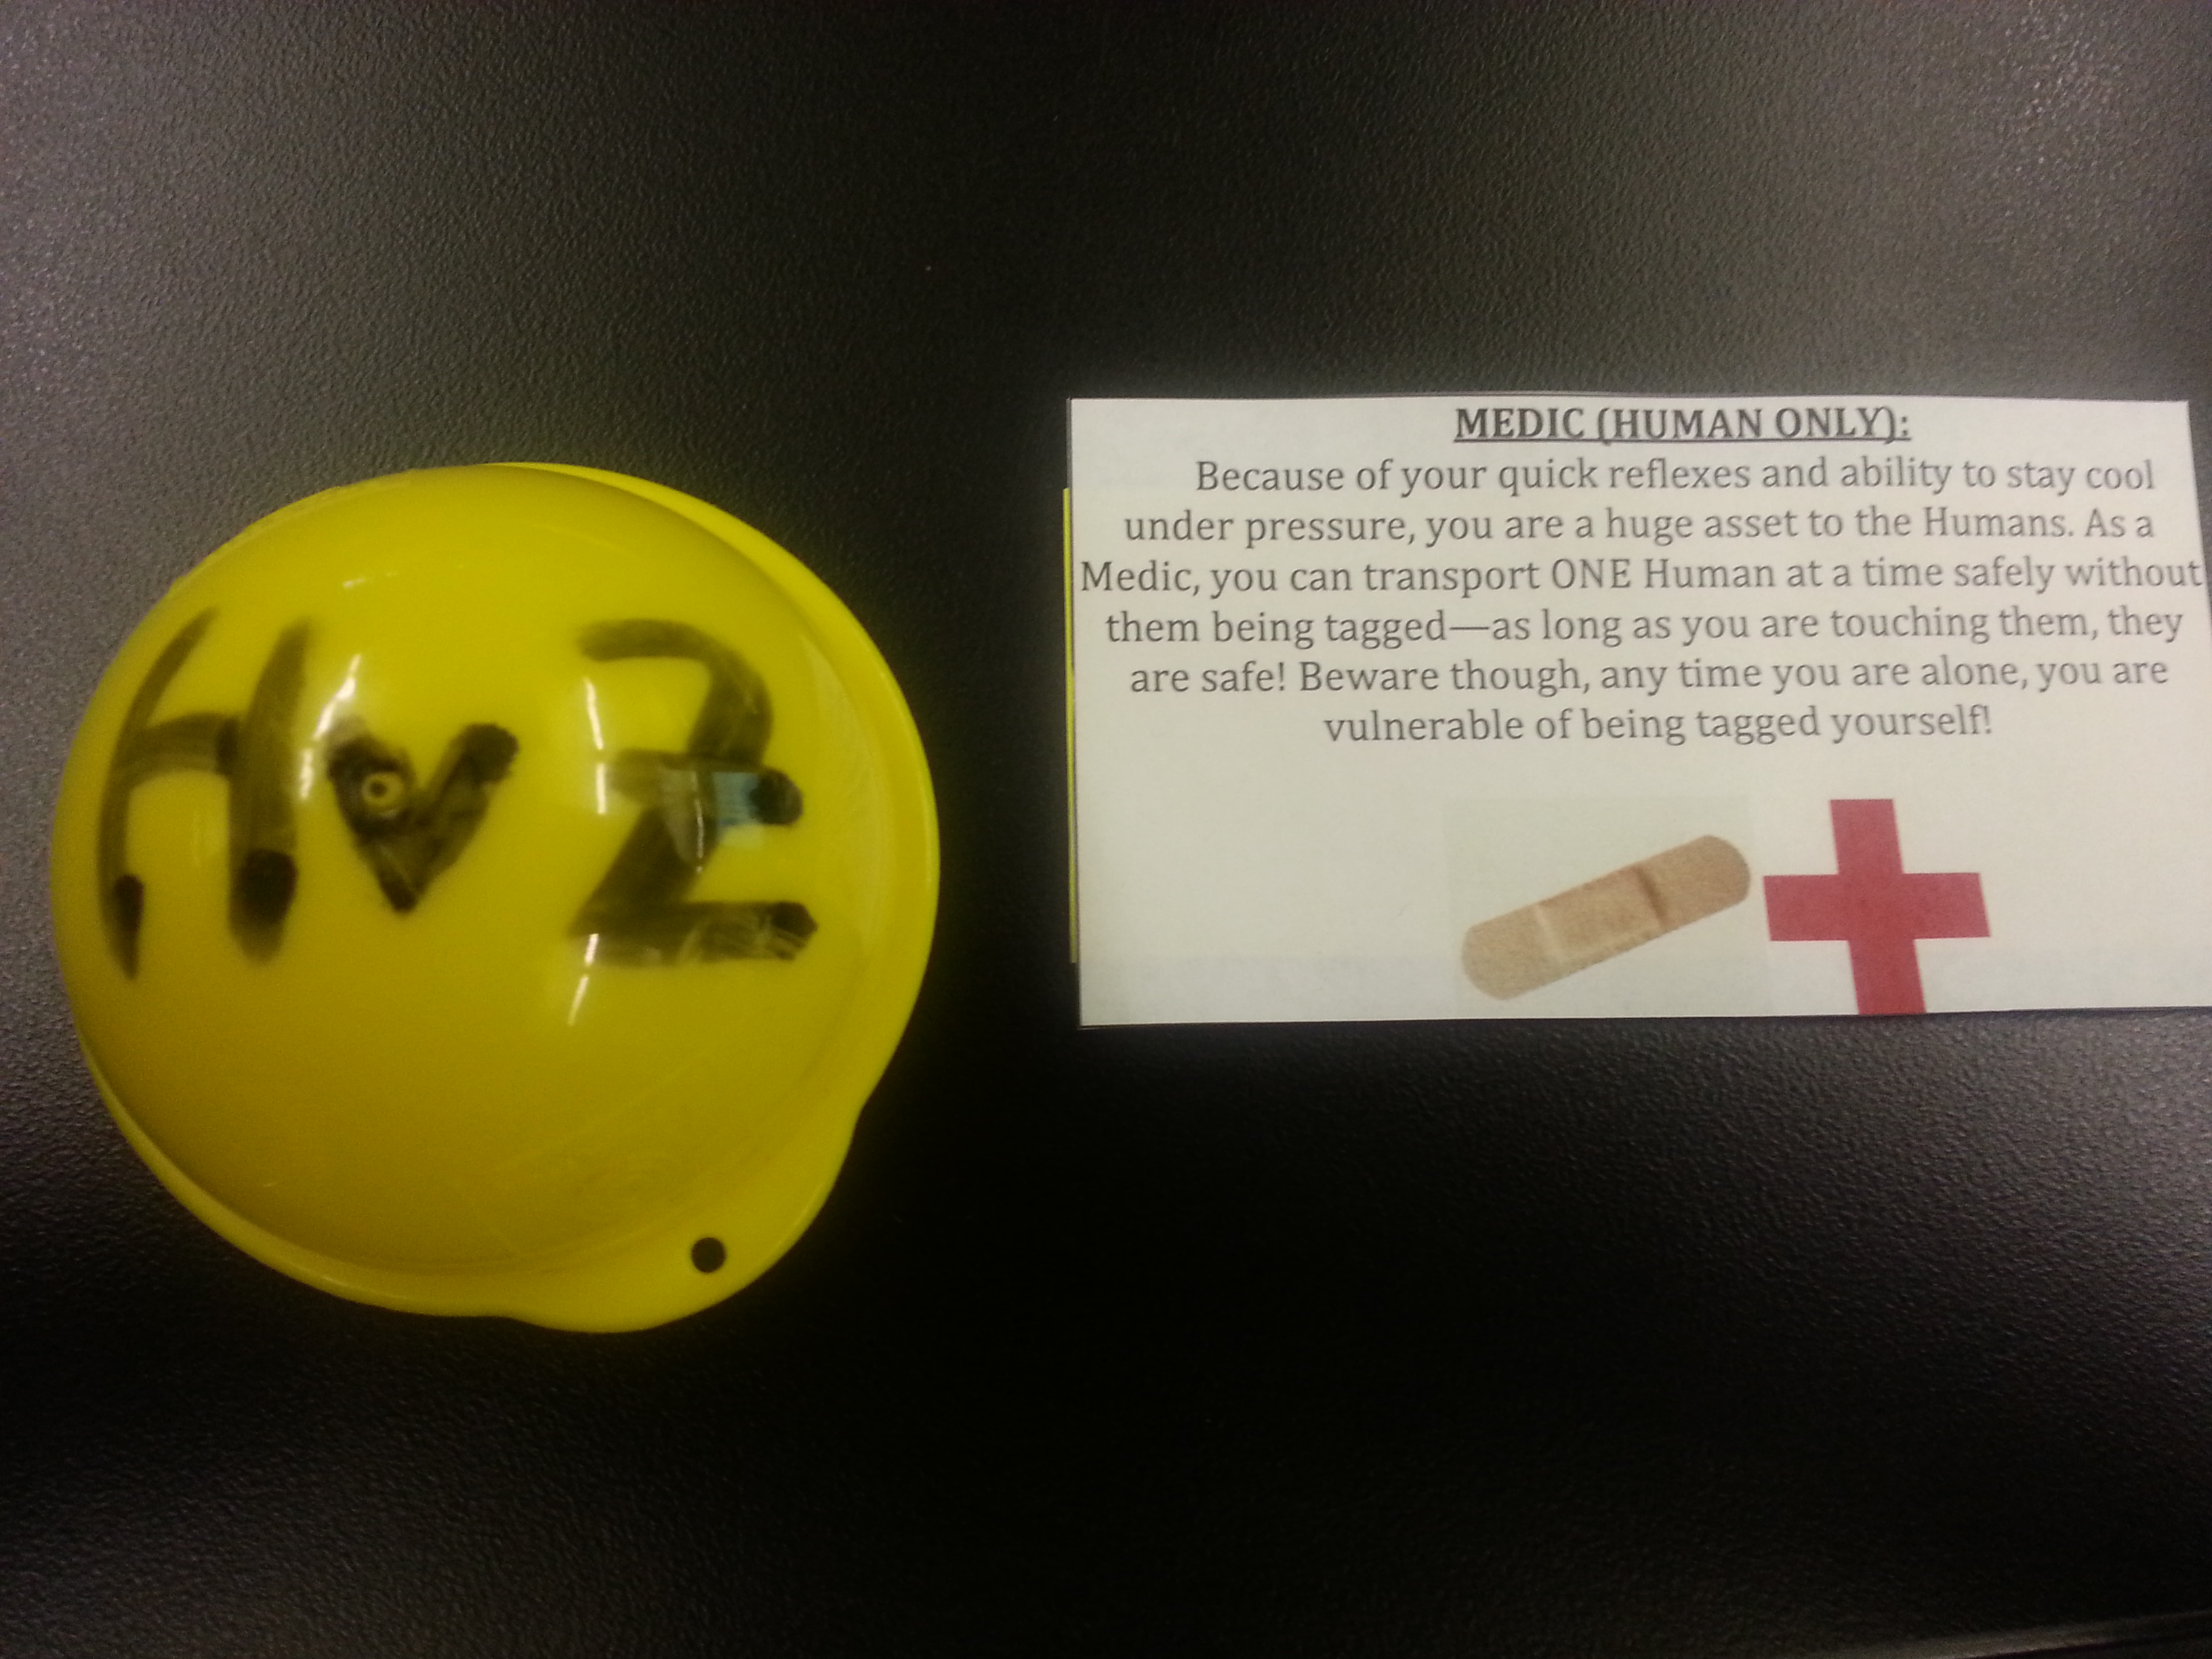 HvZ
MEDIC (HUMAN ONLY):
Because of your quick reflexes and ability to stay cool
under pressure, you are a huge asset to the Humans. As a
Medic, you can transport ONE Human at a time safely without
them being tagged—as long as you are touching them, they
are safe! Beware though, any time you are alone, you are
vulnerable of being tagged yourself!